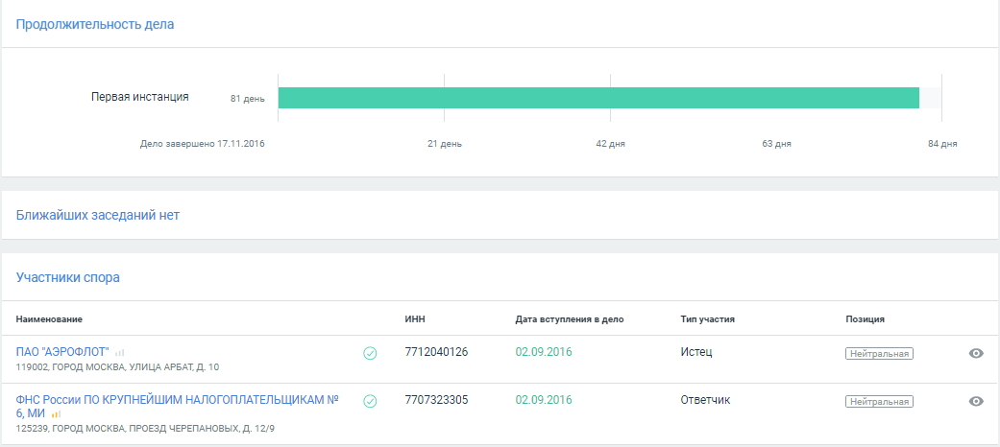 Продолжительность дела
Первая инстанция
81 день
Дело завершено 17.11.2016
21 день
42 дня
63 дня
84 дня
Ближайших заседаний нет
Участники спора
Наименование ИНН Дата вступления в дело Тип участия Позиция
ПАО "АЭРОФЛОТ" 7712040126 02.09.2016 Истец Нейтральная
119002, ГОРОД МОСКВА, УЛИЦА АРБАТ, Д. 10
ФНС России ПО КРУПНЕЙШИМ НАЛОГОПЛАТЕЛЬЩИКАМ № 7707323305 02.09.2016 Ответчик Нейтральная
6, МИ
125239, ГОРОД МОСКВА, ПРОЕЗД ЧЕРЕПАНОВЫХ, Д. 12/9